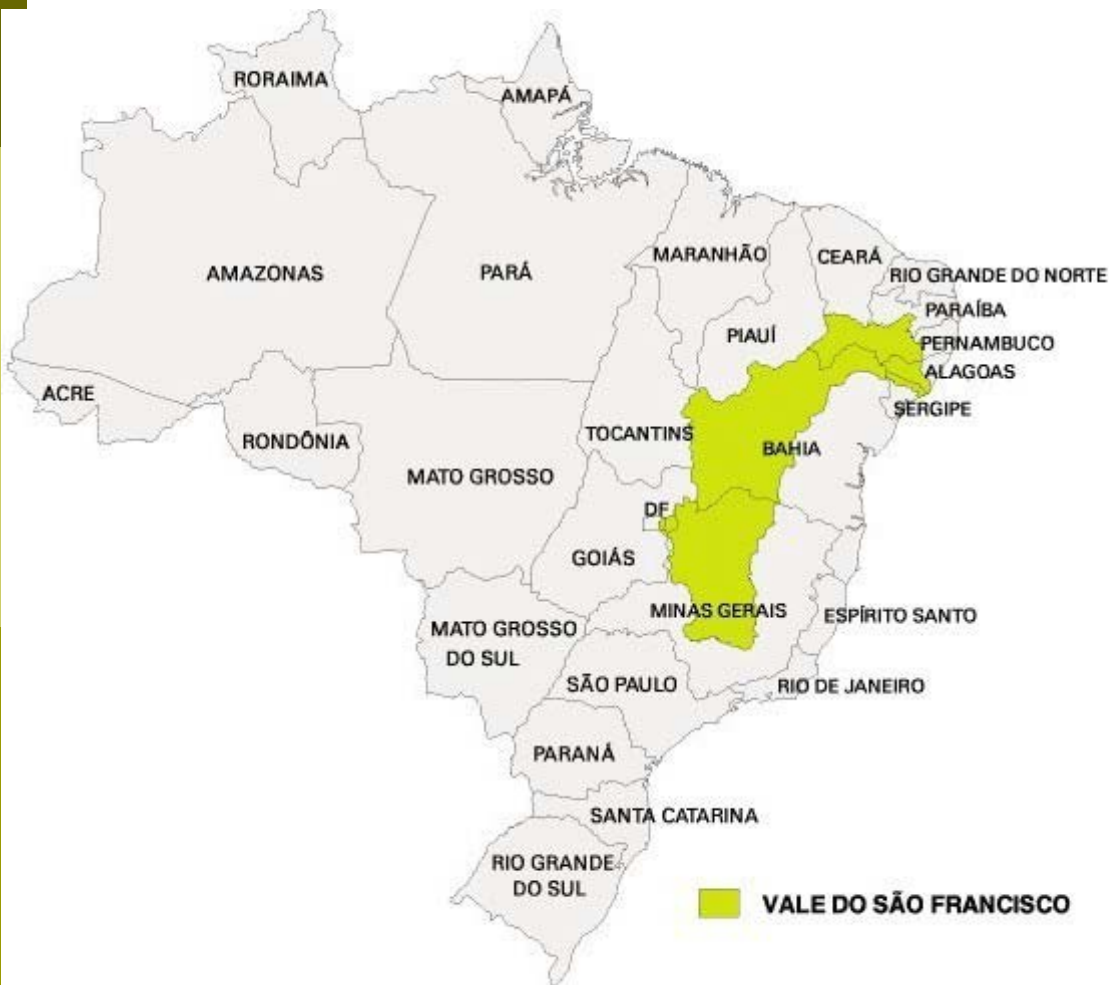 RORAIMA
AMAPÁ
AMAZONAS
PARÁ
MARANHÃO
CEARÁ
RIO GRANDE DO NORTE
PARAÍBA
PIAUÍ
PERNAMBUCO
ALAGOAS
SERGIPE
ACRE
RONDÔNIA
TOCANTINS
BAHIA
MATO GROSSO
DF
GOIÁS
MINAS GERAIS
ESPÍRITO SANTO
MATO GROSSO
DO SUL
SÃO PAULO
RIO DE JANEIRO
PARANÁ
SANTA CATARINA
RIO GRANDE
DO SUL
VALE DO SÃO FRANCISCO